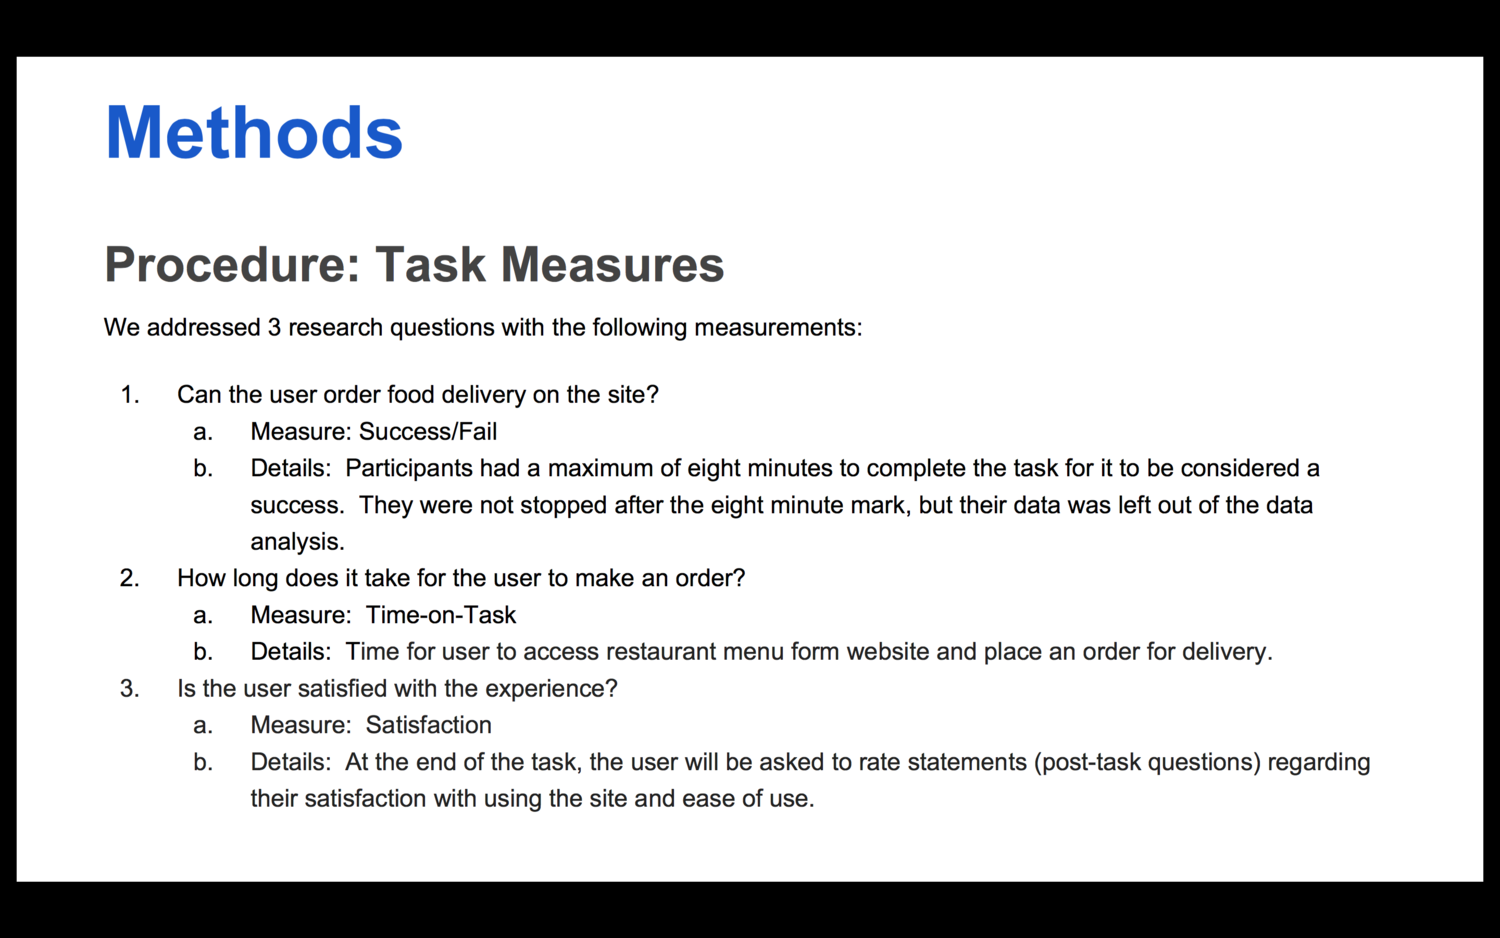 Methods
Procedure: Task Measures
We addressed 3 research questions with the following measurements:
1. Can the user order food delivery on the site?
a. Measure: Success/Fail
b. Details:  Participants had a maximum of eight minutes to complete the task for it to be considered a
success.  They were not stopped after the eight minute mark, but their data was left out of the data
analysis.
2. How long does it take for the user to make an order?
a. Measure:  Time-on-Task
b. Details:  Time for user to access restaurant menu form website and place an order for delivery.
3. Is the user satisfied with the experience?
a. Measure:  Satisfaction
b. Details:  At the end of the task, the user will be asked to rate statements (post-task questions) regarding
their satisfaction with using the site and ease of use.